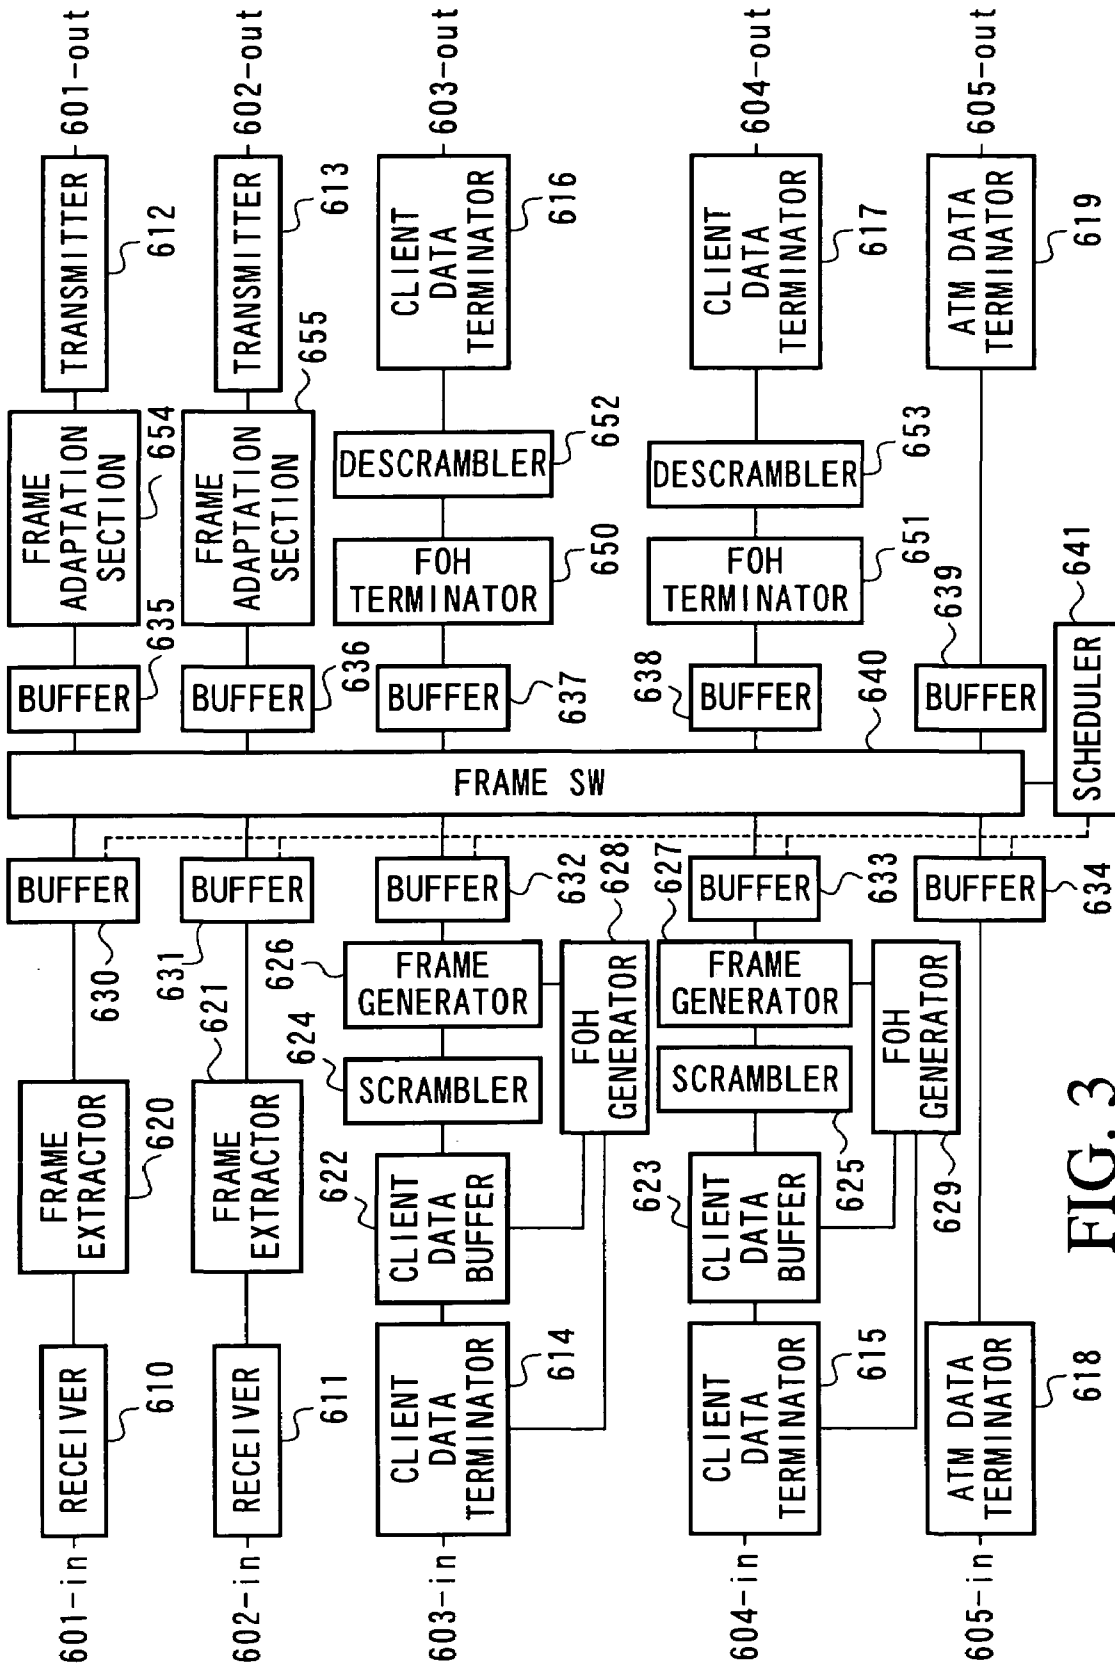 601-in
RECEIVER
610
FRAME
EXTRACTOR
620
BUFFER
630
BUFFER
635
FRAME
ADAPTATION
SECTION
654
TRANSMITTER
612
601-out
602-in
RECEIVER
611
FRAME
EXTRACTOR
621
BUFFER
631
BUFFER
636
FRAME
ADAPTATION
SECTION
655
TRANSMITTER
613
602-out
603-in
CLIENT
DATA
TERMINATOR
614
CLIENT
DATA
BUFFER
622
SCRAMBLER
624
FRAME
GENERATOR
626
FOH
GENERATOR
628
BUFFER
632
FRAME SW
640
BUFFER
637
FOH
TERMINATOR
650
DESCRAMBLER
652
CLIENT
DATA
TERMINATOR
616
603-out
604-in
CLIENT
DATA
TERMINATOR
615
CLIENT
DATA
BUFFER
623
SCRAMBLER
625
FRAME
GENERATOR
627
FOH
GENERATOR
629
BUFFER
633
BUFFER
638
FOH
TERMINATOR
651
DESCRAMBLER
653
CLIENT
DATA
TERMINATOR
617
604-out
605-in
ATM DATA
TERMINATOR
618
BUFFER
634
BUFFER
639
ATM DATA
TERMINATOR
619
605-out
SCHEDULER
641
FIG. 3